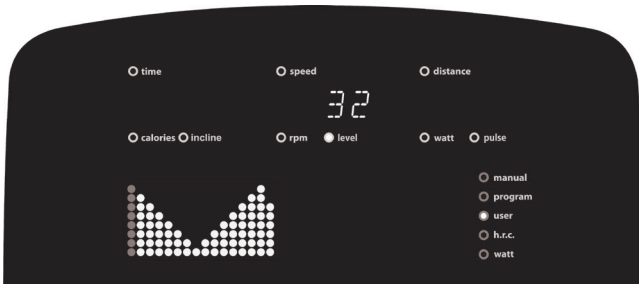 time speed distance
32
calories incline rpm level watt pulse
manual
program
user
h.r.c.
watt